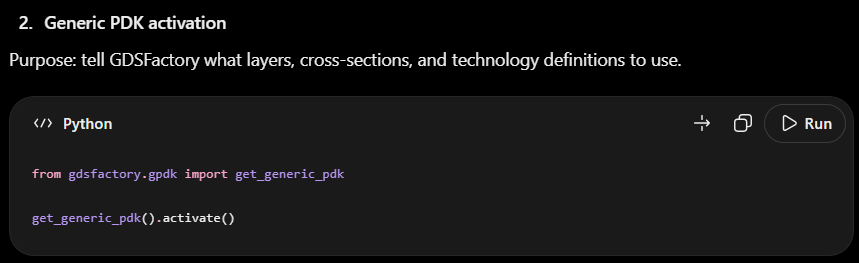 2. Generic PDK activation
Purpose: tell GDSFactory what layers, cross-sections, and technology definitions to use.
</> Python
Run
from gdsfactory.gpdk import get_generic_pdk
get_generic_pdk().activate()